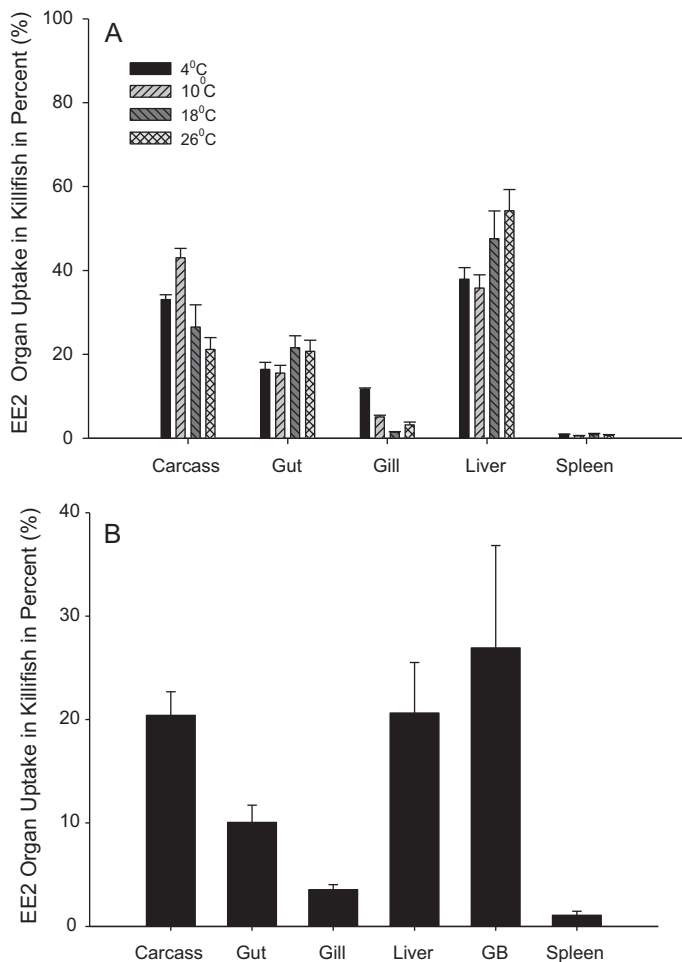 A
EE2 Organ Uptake in Killifish in Percent (%)
100
80
60
40
20
0
4⁰C
10⁰C
18⁰C
26⁰C
Carcass Gut Gill Liver Spleen
B
EE2 Organ Uptake in Killifish in Percent (%)
40
30
20
10
0
Carcass Gut Gill Liver GB Spleen